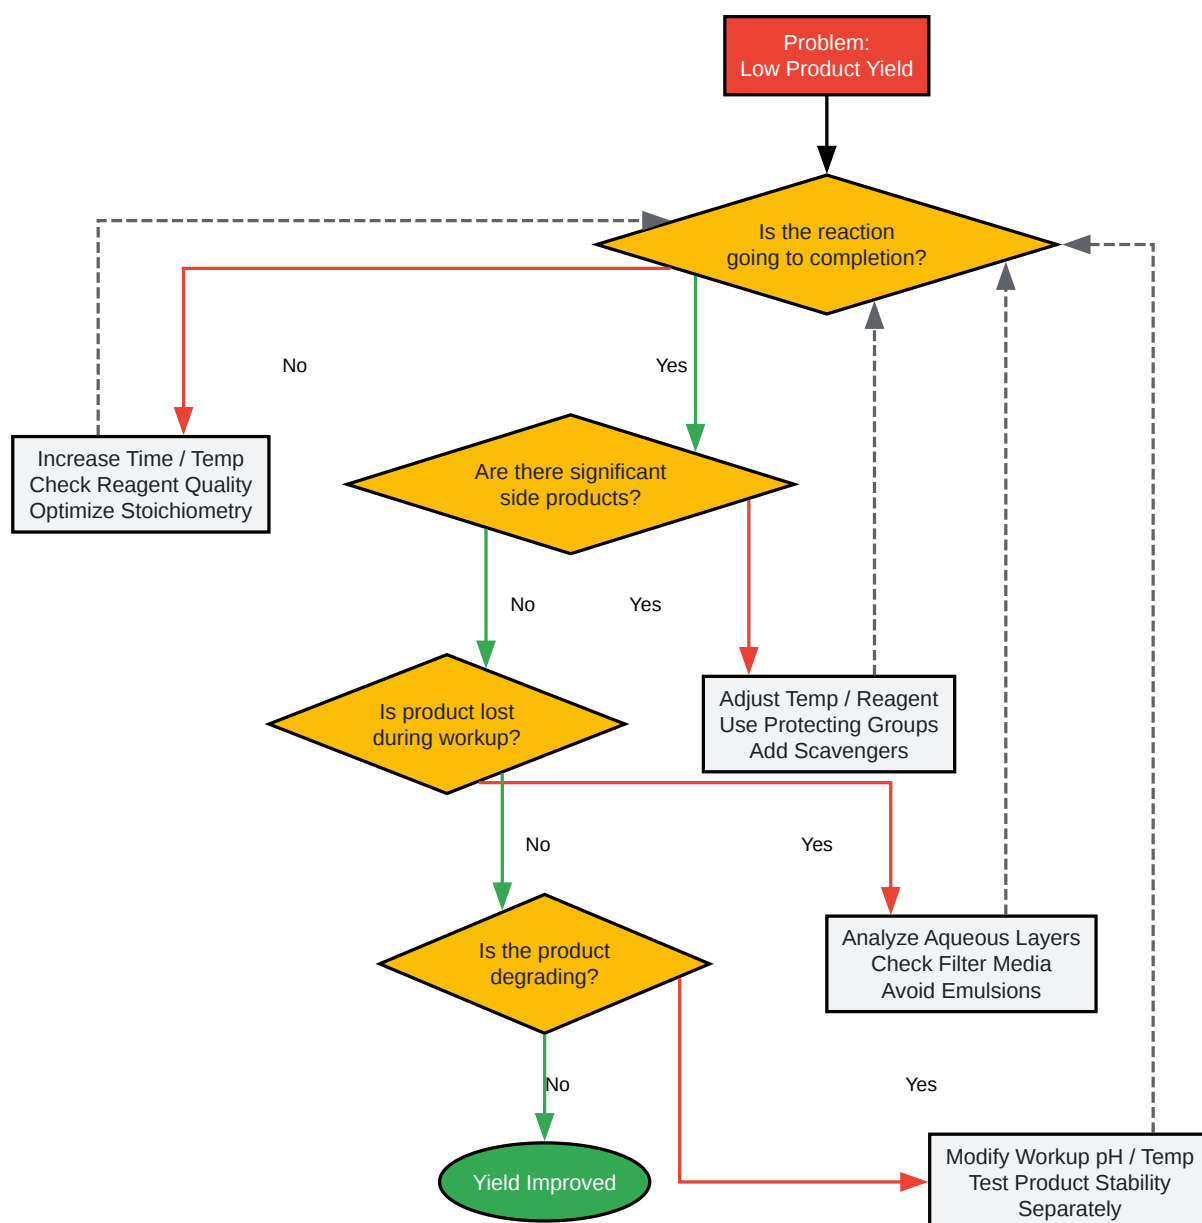 Problem:
Low Product Yield
Is the reaction
going to completion?
No
Yes
Increase Time / Temp
Check Reagent Quality
Optimize Stoichiometry
Are there significant
side products?
No
Yes
Is product lost
during workup?
Adjust Temp / Reagent
Use Protecting Groups
Add Scavengers
No
Yes
Is the product
degrading?
Analyze Aqueous Layers
Check Filter Media
Avoid Emulsions
No
Yes
Yield Improved
Modify Workup pH / Temp
Test Product Stability
Separately